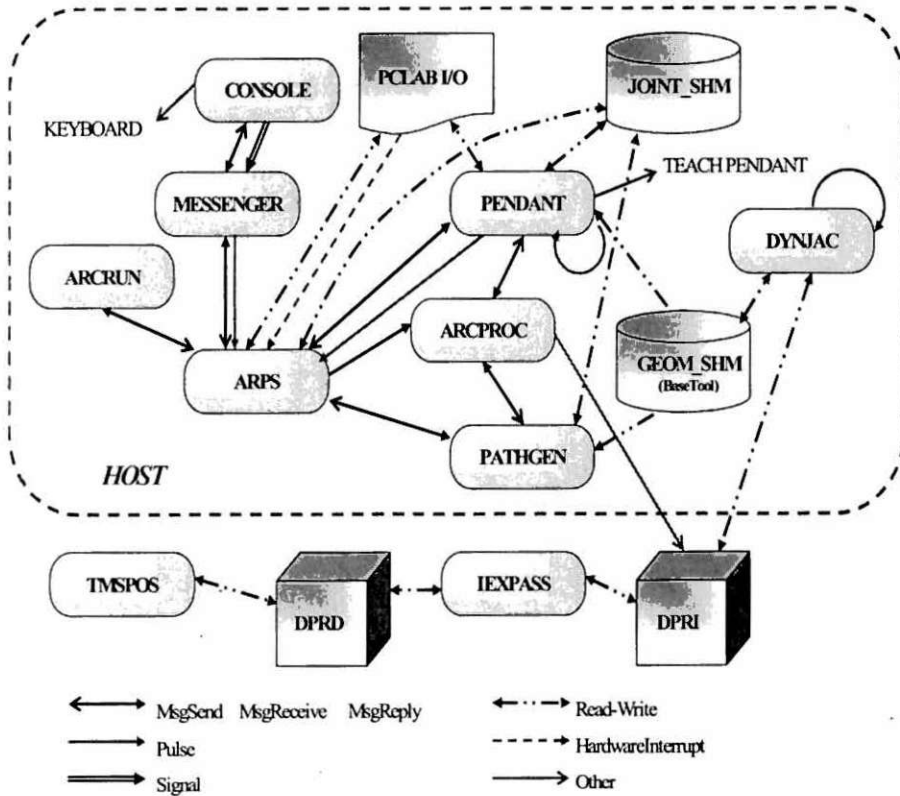 CONSOLE
PCLAB I/O
JOINT_SHM
KEYBOARD
TEACH PENDANT
MESSENGER
PENDANT
DYNJAC
ARCRUN
ARCPROC
GEOM_SHM
(BaseTool)
ARPS
PATHGEN
HOST
TMSPOS
DPRD
IEXPASS
DPRI
MsgSend MsgReceive MsgReply
Read-Write
Pulse
HardwareInterrupt
Signal
Other